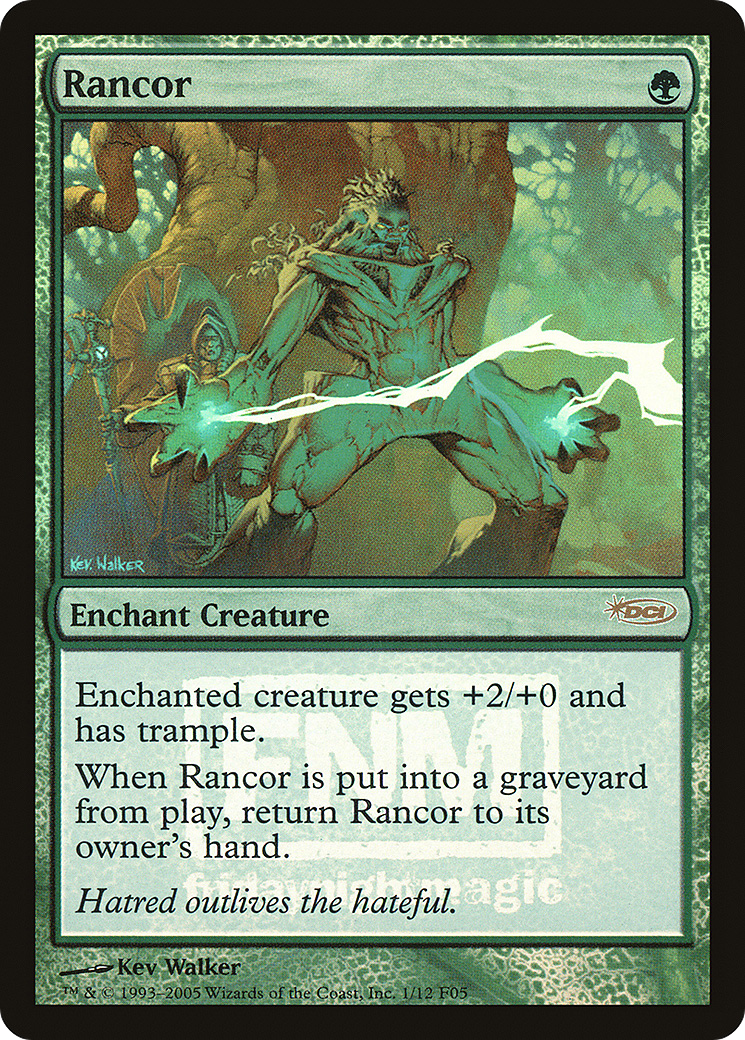 Rancor
Kev. Walker
Enchant Creature
DCI
Enchanted creature gets +2/+0 and
has trample.
When Rancor is put into a graveyard
from play, return Rancor to its
owner's hand.
Hatred outlives the hateful.
FNM
fridaynightmagic
Kev Walker
™ & © 1993–2005 Wizards of the Coast, Inc. 1/12 F05